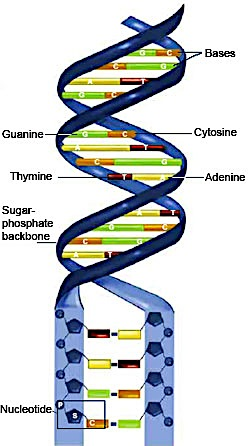 G C
Bases
C G
A T
G C
Guanine
G C
Cytosine
A T
C G
Thymine
T A
Adenine
Sugar-
phosphate
backbone
T
G
C
A T
P
S
C
Nucleotide